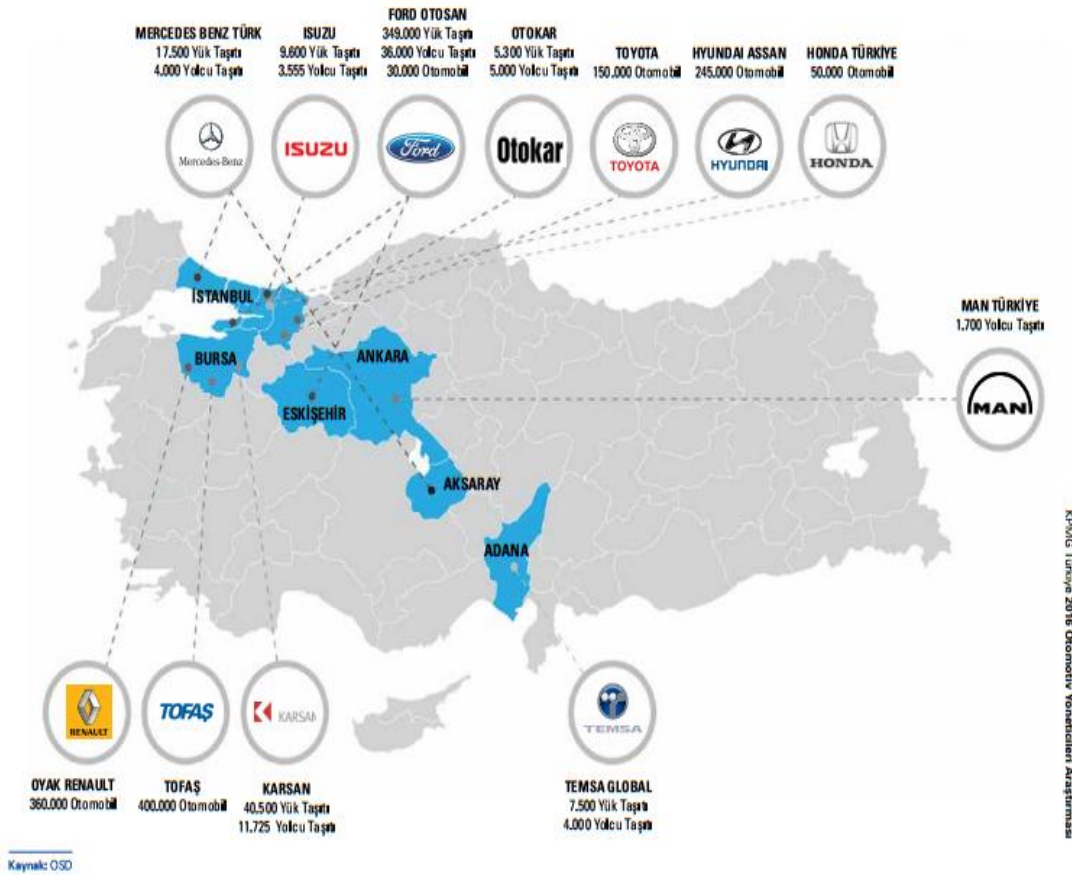 MERCEDES BENZ TÜRK
17.500 Yük Taşıtı
4.000 Yolcu Taşıtı
ISUZU
9.600 Yük Taşıtı
3.555 Yolcu Taşıtı
FORD OTOSAN
349.000 Yük Taşıtı
36.000 Yolcu Taşıtı
30.000 Otomobil
OTOKAR
5.300 Yük Taşıtı
5.000 Yolcu Taşıtı
TOYOTA
150.000 Otomobil
HYUNDAI ASSAN
245.000 Otomobil
HONDA TÜRKİYE
50.000 Otomobil
Mercedes-Benz
ISUZU
Ford
Otokar
TOYOTA
HYUNDAI
HONDA
İSTANBUL
BURSA
ANKARA
ESKİŞEHİR
AKSARAY
ADANA
MAN TÜRKİYE
1.700 Yolcu Taşıtı
MAN
RENAULT
TOFAŞ
KARSAN
TEMSA
OYAK RENAULT
360.000 Otomobil
TOFAŞ
400.000 Otomobil
KARSAN
40.500 Yük Taşıtı
11.725 Yolcu Taşıtı
TEMSA GLOBAL
7.500 Yük Taşıtı
4.000 Yolcu Taşıtı
KPMG Türkiye 2016 Otomotiv Yöneticileri Araştırması
Kaynak: OSD